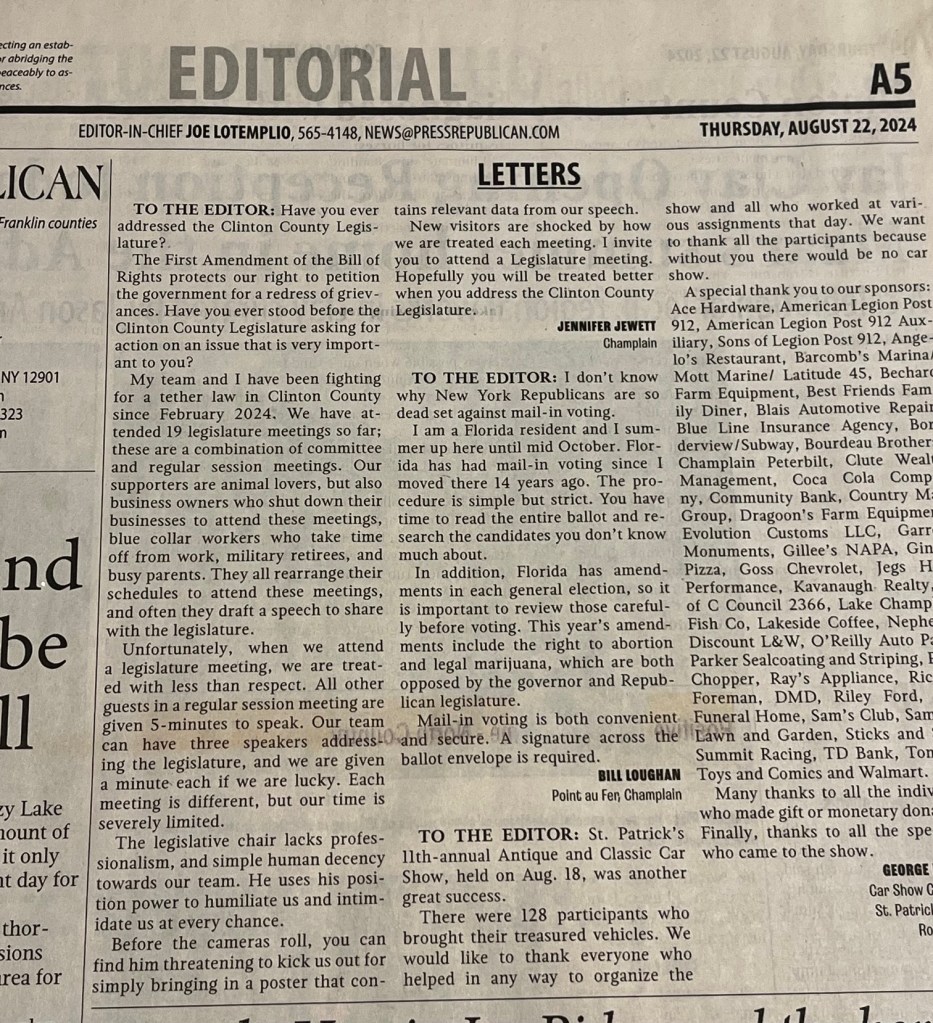 ecting an estab-
r abridging the
eaceably to as-
nces.
EDITORIAL
A5
EDITOR-IN-CHIEF JOE LOTEMPLIO, 565-4148, NEWS@PRESSREPUBLICAN.COM
THURSDAY, AUGUST 22, 2024
LICAN
Franklin counties
NY 12901
323
nd
be
ll
zy Lake
nount of
it only
nt day for
thor-
sions
area for
LETTERS
TO THE EDITOR: Have you ever
addressed the Clinton County Legis-
lature?
The First Amendment of the Bill of
Rights protects our right to petition
the government for a redress of griev-
ances. Have you ever stood before the
Clinton County Legislature asking for
action on an issue that is very import-
ant to you?
My team and I have been fighting
for a tether law in Clinton County
since February 2024. We have at-
tended 19 legislature meetings so far;
these are a combination of committee
and regular session meetings. Our
supporters are animal lovers, but also
business owners who shut down their
businesses to attend these meetings,
blue collar workers who take time
off from work, military retirees, and
busy parents. They all rearrange their
schedules to attend these meetings,
and often they draft a speech to share
with the legislature.
Unfortunately, when we attend
a legislature meeting, we are treat-
ed with less than respect. All other
guests in a regular session meeting are
given 5-minutes to speak. Our team
can have three speakers address-
ing the legislature, and we are given
a minute each if we are lucky. Each
meeting is different, but our time is
severely limited.
The legislative chair lacks profes-
sionalism, and simple human decency
towards our team. He uses his posi-
tion power to humiliate us and intim-
idate us at every chance.
Before the cameras roll, you can
find him threatening to kick us out for
simply bringing in a poster that con-
tains relevant data from our speech.
New visitors are shocked by how
we are treated each meeting. I invite
you to attend a Legislature meeting.
Hopefully you will be treated better
when you address the Clinton County
Legislature.
JENNIFER JEWETT
Champlain
TO THE EDITOR: I don't know
why New York Republicans are so
dead set against mail-in voting.
I am a Florida resident and I sum-
mer up here until mid October. Flor-
ida has had mail-in voting since I
moved there 14 years ago. The pro-
cedure is simple but strict. You have
time to read the entire ballot and re-
search the candidates you don't know
much about.
In addition, Florida has amend-
ments in each general election, so it
is important to review those careful-
ly before voting. This year's amend-
ments include the right to abortion
and legal marijuana, which are both
opposed by the governor and Repub-
lican legislature.
Mail-in voting is both convenient
and secure. A signature across the
ballot envelope is required.
BILL LOUGHAN
Point au Fer, Champlain
TO THE EDITOR: St. Patrick's
11th-annual Antique and Classic Car
Show, held on Aug. 18, was another
great success.
There were 128 participants who
brought their treasured vehicles. We
would like to thank everyone who
helped in any way to organize the
show and all who worked at vari-
ous assignments that day. We want
to thank all the participants because
without you there would be no car
show.
A special thank you to our sponsors:
Ace Hardware, American Legion Post
912, American Legion Post 912 Aux-
iliary, Sons of Legion Post 912, Ange-
lo's Restaurant, Barcomb's Marina/
Mott Marine/ Latitude 45, Bechard
Farm Equipment, Best Friends Fam
ily Diner, Blais Automotive Repair
Blue Line Insurance Agency, Bor
derview/Subway, Bourdeau Brother
Champlain Peterbilt, Clute Wealt
Management, Coca Cola Comp
ny, Community Bank, Country M
Group, Dragoon's Farm Equipme
Evolution Customs LLC, Garr
Monuments, Gillee's NAPA, Gin
Pizza, Goss Chevrolet, Jegs H
Performance, Kavanaugh Realty,
of C Council 2366, Lake Champ
Fish Co, Lakeside Coffee, Nephe
Discount L&W, O'Reilly Auto P
Parker Sealcoating and Striping,
Chopper, Ray's Appliance, Ric
Foreman, DMD, Riley Ford,
Funeral Home, Sam's Club, Sam
Lawn and Garden, Sticks and
Summit Racing, TD Bank, Ton
Toys and Comics and Walmart.
Many thanks to all the indiv
who made gift or monetary don
Finally, thanks to all the spe
who came to the show.
GEORGE
Car Show C
St. Patric
Ro